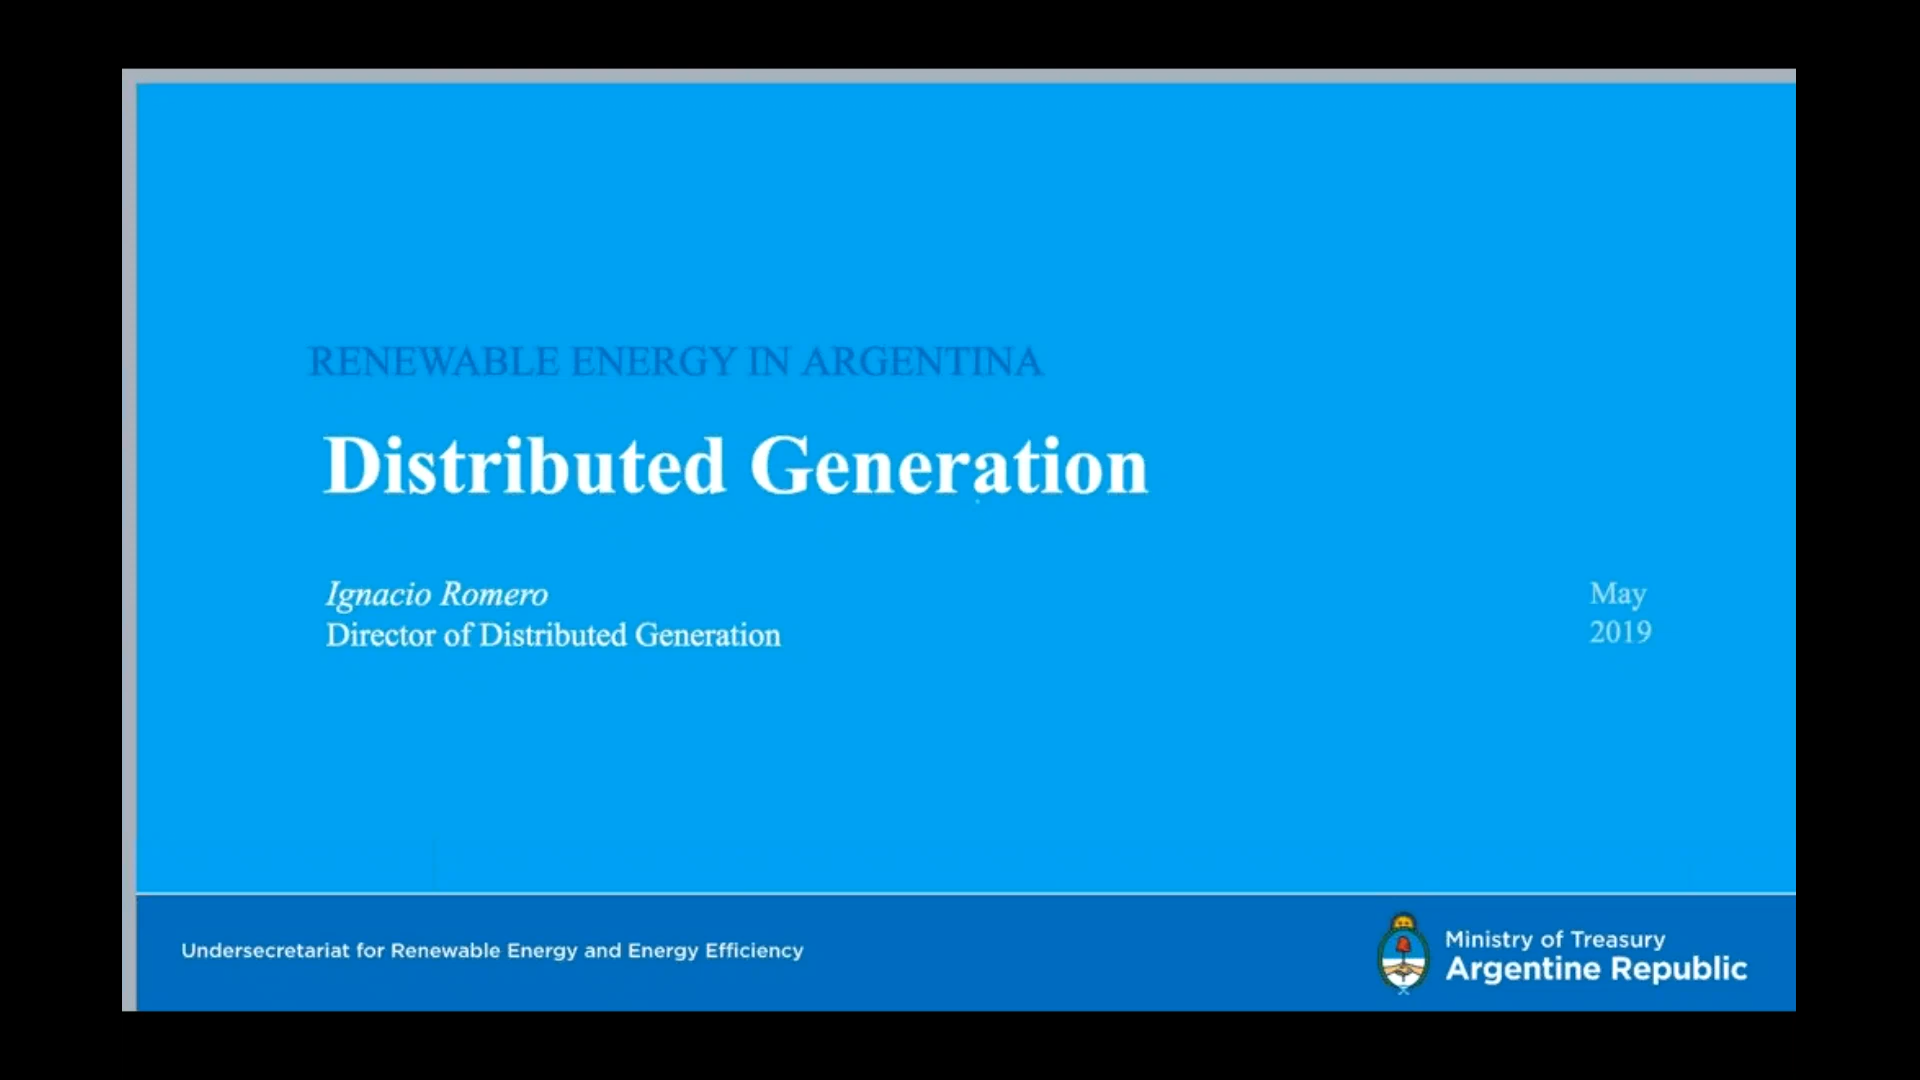 RENEWABLE ENERGY IN ARGENTINA
Distributed Generation
Ignacio Romero
Director of Distributed Generation
May
2019
Undersecretariat for Renewable Energy and Energy Efficiency
Ministry of Treasury
Argentine Republic